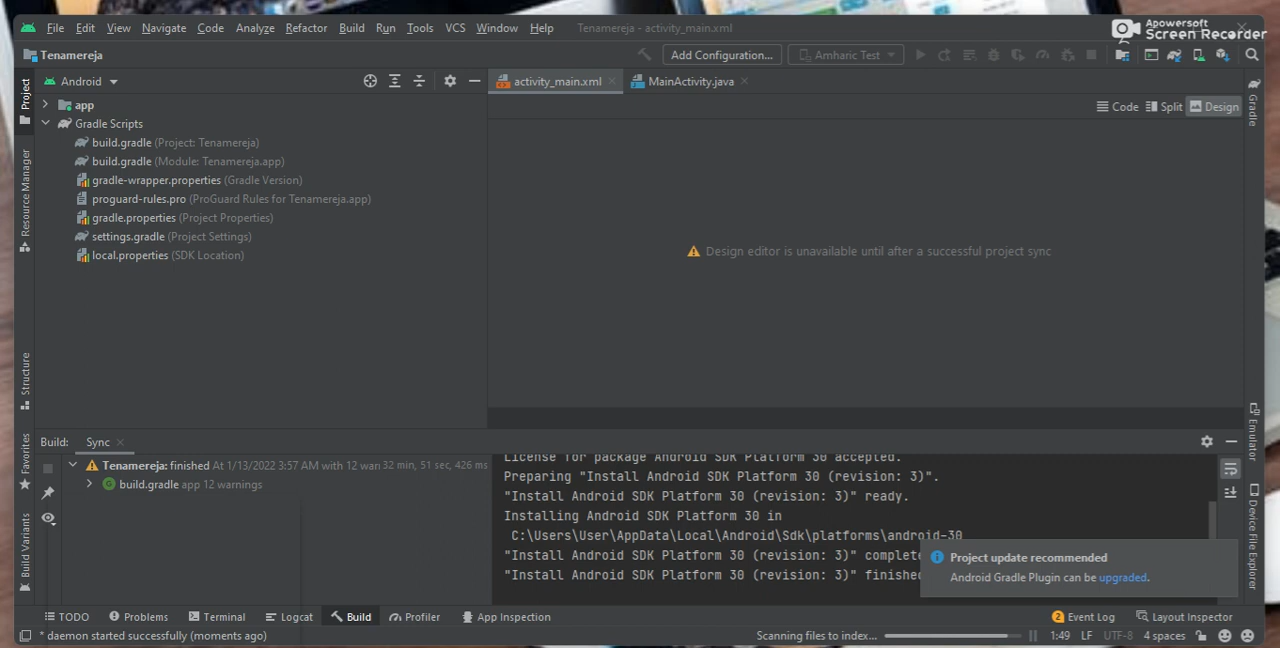 File Edit View Navigate Code Analyze Refactor Build Run Tools VCS Window Help Tenamereja - activity_main.xml
Apowersoft
Screen Recorder
Tenamereja Add Configuration... Amharic Test
Project
Android
activity_main.xml MainActivity.java
Code Split Design
Gradle
app
Gradle Scripts
build.gradle (Project: Tenamereja)
build.gradle (Module: Tenamereja.app)
gradle-wrapper.properties (Gradle Version)
proguard-rules.pro (ProGuard Rules for Tenamereja.app)
gradle.properties (Project Properties)
settings.gradle (Project Settings)
local.properties (SDK Location)
Resource Manager
Design editor is unavailable until after a successful project sync
Structure
Favorites
Build Variants
Emulator
Device File Explorer
Build: Sync
Tenamereja: finished At 1/13/2022 3:57 AM with 12 wan 32 min, 51 sec, 426 ms
build.gradle app 12 warnings
License for package Android SDK Platform 30 accepted.
Preparing "Install Android SDK Platform 30 (revision: 3)".
"Install Android SDK Platform 30 (revision: 3)" ready.
Installing Android SDK Platform 30 in
C:\Users\User\AppData\Local\Android\Sdk\platforms\android-30
"Install Android SDK Platform 30 (revision: 3)" complete
"Install Android SDK Platform 30 (revision: 3)" finished
Project update recommended
Android Gradle Plugin can be upgraded.
TODO Problems Terminal Logcat Build Profiler App Inspection 2 Event Log Layout Inspector
* daemon started successfully (moments ago) Scanning files to index... 1:49 LF UTF-8 4 spaces